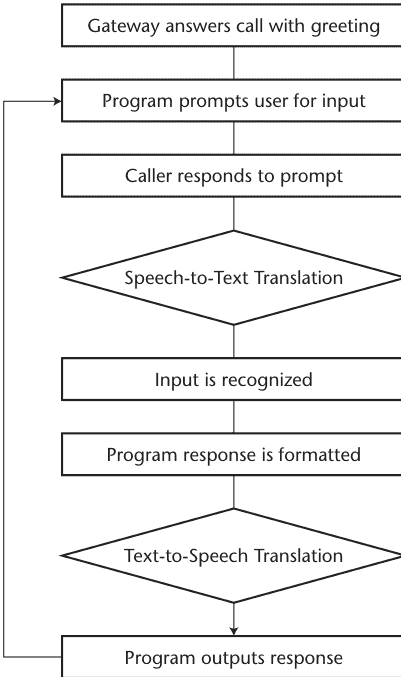 Gateway answers call with greeting
Program prompts user for input
Caller responds to prompt
Speech-to-Text Translation
Input is recognized
Program response is formatted
Text-to-Speech Translation
Program outputs response